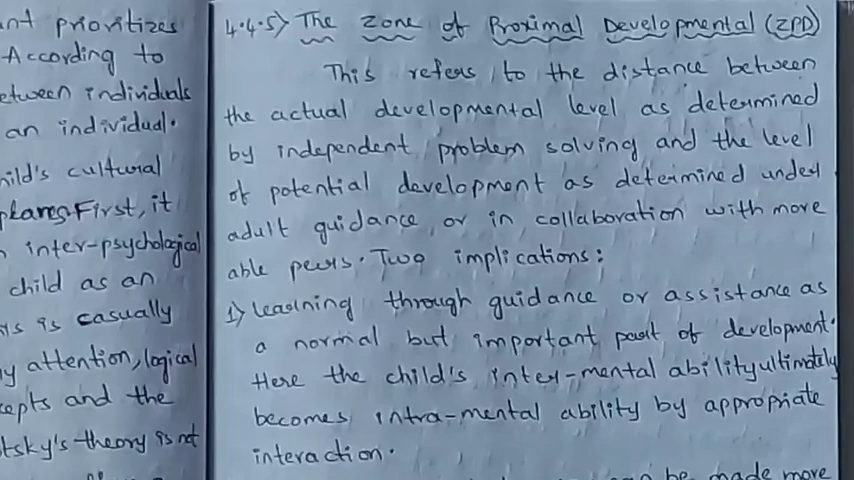 nt prioritizes
According to
etween individuals
an individual.
hild's cultural
planes. First, it
inter-psychological
child as an
is casually
y attention, logical
cepts and the
tsky's theory is not
4.4.5) The Zone of Proximal Developmental (ZPD)
This refers to the distance between
the actual developmental level as determined
by independent problem solving and the level
of potential development as determined under
adult guidance, or in collaboration with more
able peers. Two implications:
1) Learning through guidance or assistance as
a normal but important part of development.
Here the child's inter-mental ability ultimately
becomes intra-mental ability by appropriate
interaction.
be made more